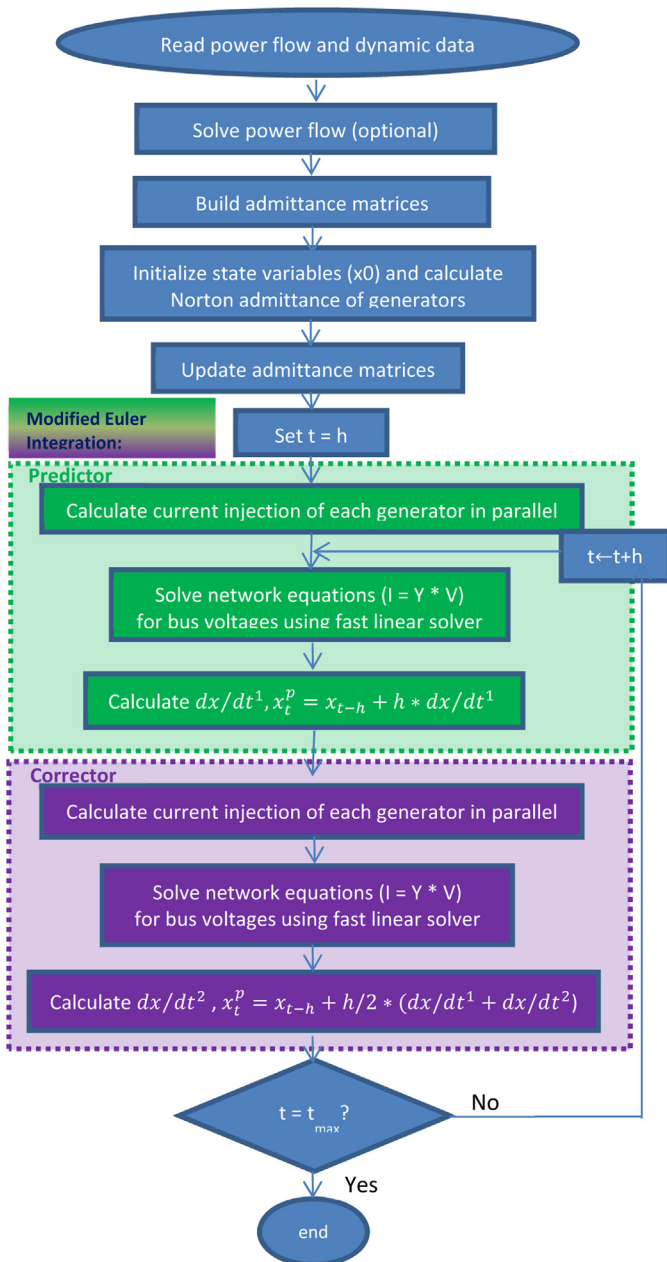 Read power flow and dynamic data
Solve power flow (optional)
Build admittance matrices
Initialize state variables (x0) and calculate
Norton admittance of generators
Update admittance matrices
Modified Euler
Integration:
Set t = h
Predictor
Calculate current injection of each generator in parallel
t←t+h
Solve network equations (I = Y * V)
for bus voltages using fast linear solver
Calculate $dx/dt^1, x_t^p = x_{t-h} + h * dx/dt^1$
Corrector
Calculate current injection of each generator in parallel
Solve network equations (I = Y * V)
for bus voltages using fast linear solver
Calculate $dx/dt^2 , x_t^p = x_{t-h} + h/2 * (dx/dt^1 + dx/dt^2)$
t = t_max?
No
Yes
end